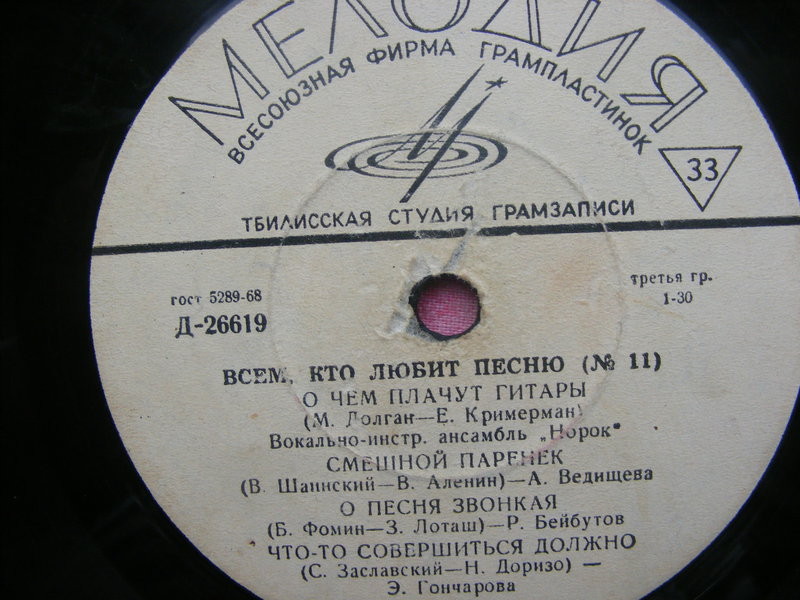 МЕЛОДИЯ
ВСЕСОЮЗНАЯ ФИРМА ГРАМПЛАСТИНОК
33
ТБИЛИССКАЯ СТУДИЯ ГРАМЗАПИСИ
гост 5289-68
третья гр.
Д-26619
1-30
ВСЕМ, КТО ЛЮБИТ ПЕСНЮ (№ 11)
О ЧЕМ ПЛАЧУТ ГИТАРЫ
(М. Долган—Е. Кримерман)
Вокально-инстр. ансамбль „Норок"
СМЕШНОЙ ПАРЕНЕК
(В. Шаинский—В. Аленин)—А. Ведищева
О ПЕСНЯ ЗВОНКАЯ
(Б. Фомин—З. Лоташ)—Р. Бейбутов
ЧТО-ТО СОВЕРШИТЬСЯ ДОЛЖНО
(С. Заславский—Н. Доризо) —
Э. Гончарова